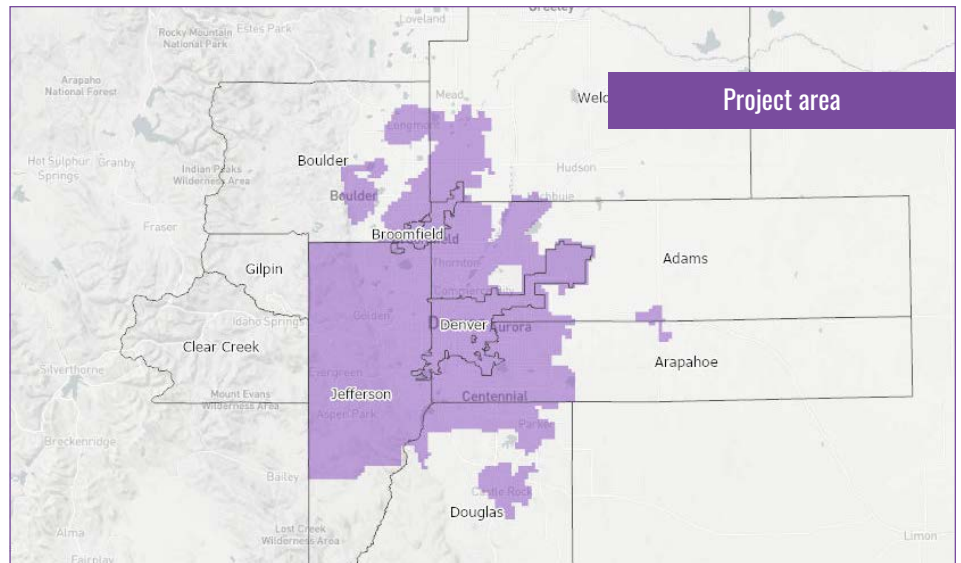 Greeley
Loveland
Rocky Mountain
National Park
Estes Park
Arapaho
National Forest
Mead
Weld
Project area
Longmont
Hot Sulphur
Springs
Granby
Indian Peaks
Wilderness Area
Boulder
Hudson
Boulder
Lochbuie
Fraser
Broomfield
Thornton
Adams
Gilpin
Commerce City
Golden
Idaho Springs
Denver
Aurora
Clear Creek
Arapahoe
Silverthorne
Evergreen
Jefferson
Mount Evans
Wilderness Area
Centennial
Aspen Park
Parker
Breckenridge
Bailey
Castle Rock
Douglas
Alma
Lost Creek
Wilderness Area
Limon
Fairplay